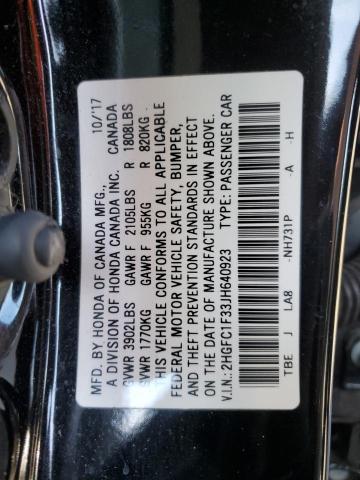 MFD. BY HONDA OF CANADA MFG., 10/'17
A DIVISION OF HONDA CANADA INC. CANADA
GVWR 3902LBS GAWR F 2105LBS R 1808LBS
GVWR 1770KG GAWR F 955KG R 820KG
THIS VEHICLE CONFORMS TO ALL APPLICABLE
FEDERAL MOTOR VEHICLE SAFETY, BUMPER,
AND THEFT PREVENTION STANDARDS IN EFFECT
ON THE DATE OF MANUFACTURE SHOWN ABOVE.
V.I.N.: 2HGFC1F33JH640923 TYPE: PASSENGER CAR
TBE J LA8 -NH731P -A -H